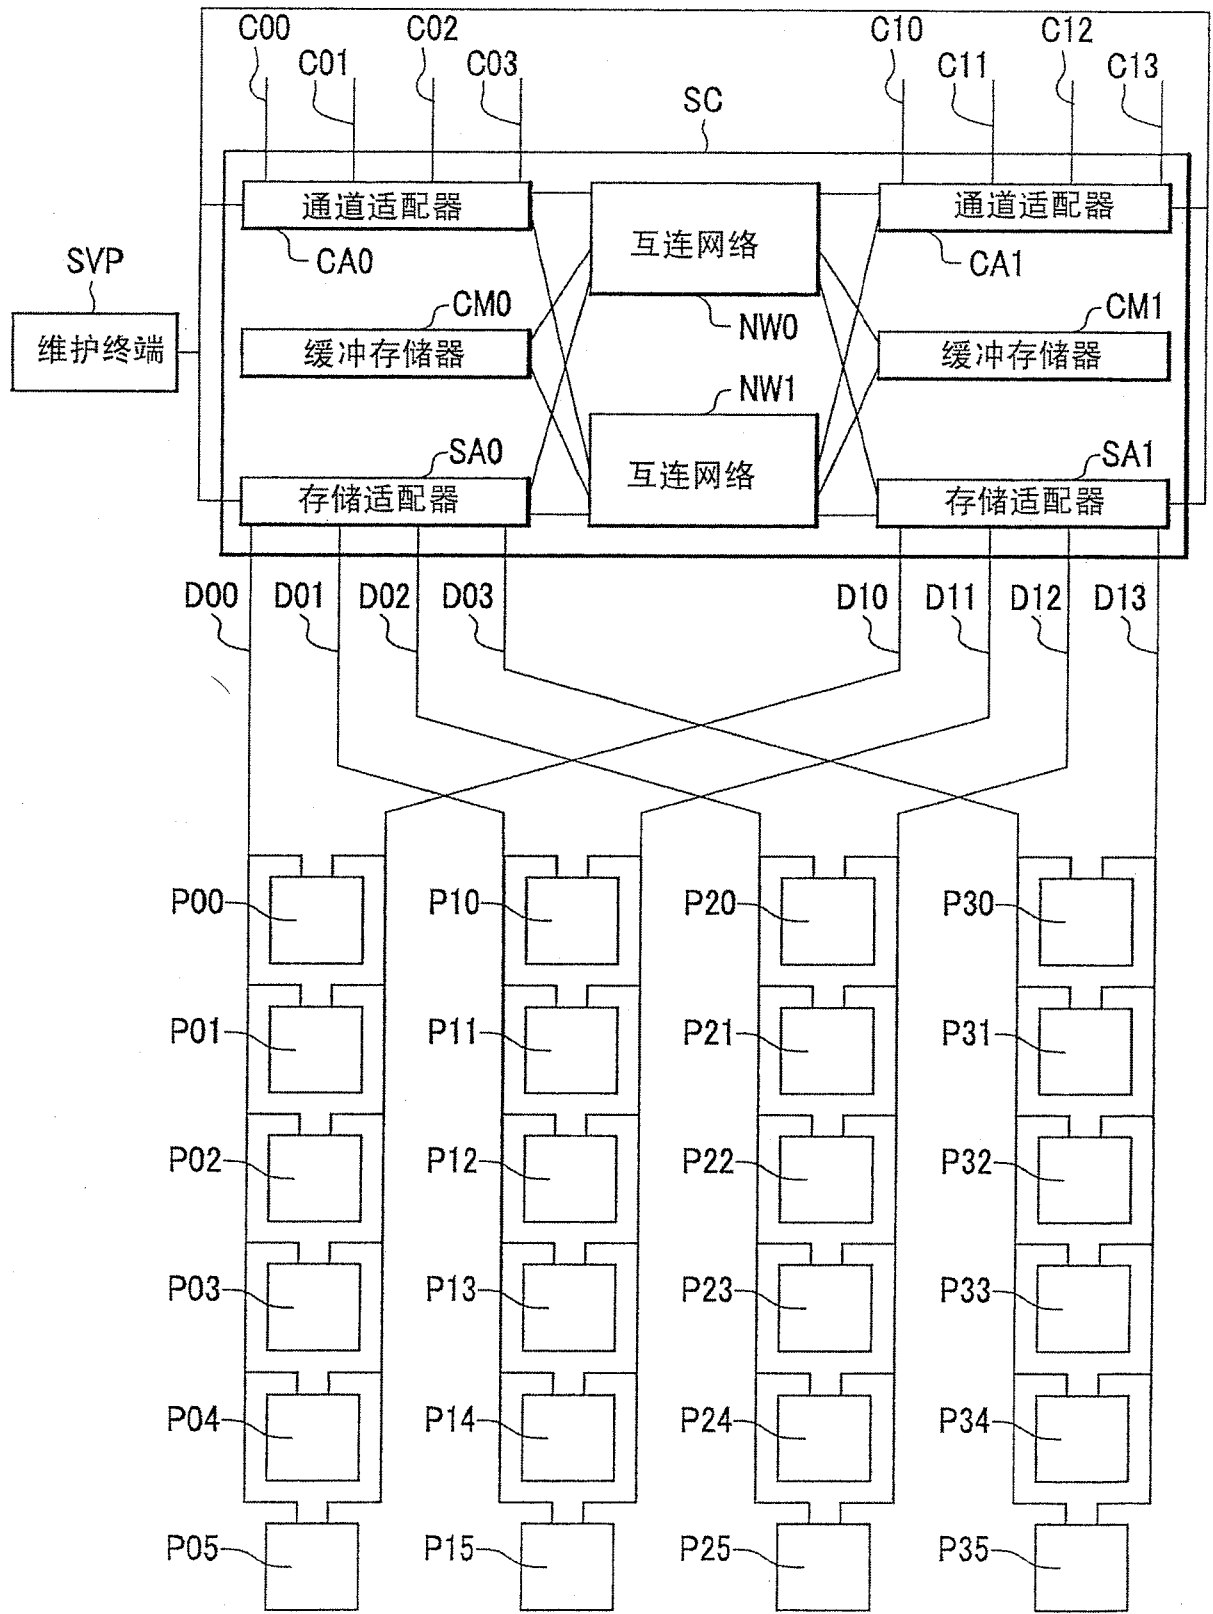 C00 C02 C10 C12
C01 C03 C11 C13
SC
通道适配器 互连网络 通道适配器
SVP CA0 CA1
CM0 NW0 CM1
维护终端 缓冲存储器 缓冲存储器
NW1
SA0 SA1
存储适配器 互连网络 存储适配器
D00 D01 D02 D03 D10 D11 D12 D13
P00 P10 P20 P30
P01 P11 P21 P31
P02 P12 P22 P32
P03 P13 P23 P33
P04 P14 P24 P34
P05 P15 P25 P35